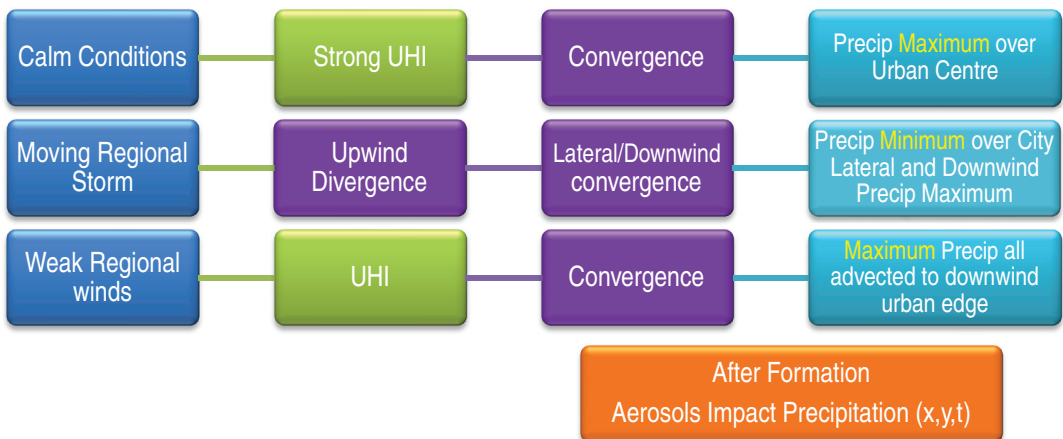 Calm Conditions
Strong UHI
Convergence
Precip Maximum over
Urban Centre
Moving Regional
Storm
Upwind
Divergence
Lateral/Downwind
convergence
Precip Minimum over City
Lateral and Downwind
Precip Maximum
Weak Regional
winds
UHI
Convergence
Maximum Precip all
advected to downwind
urban edge
After Formation
Aerosols Impact Precipitation (x,y,t)